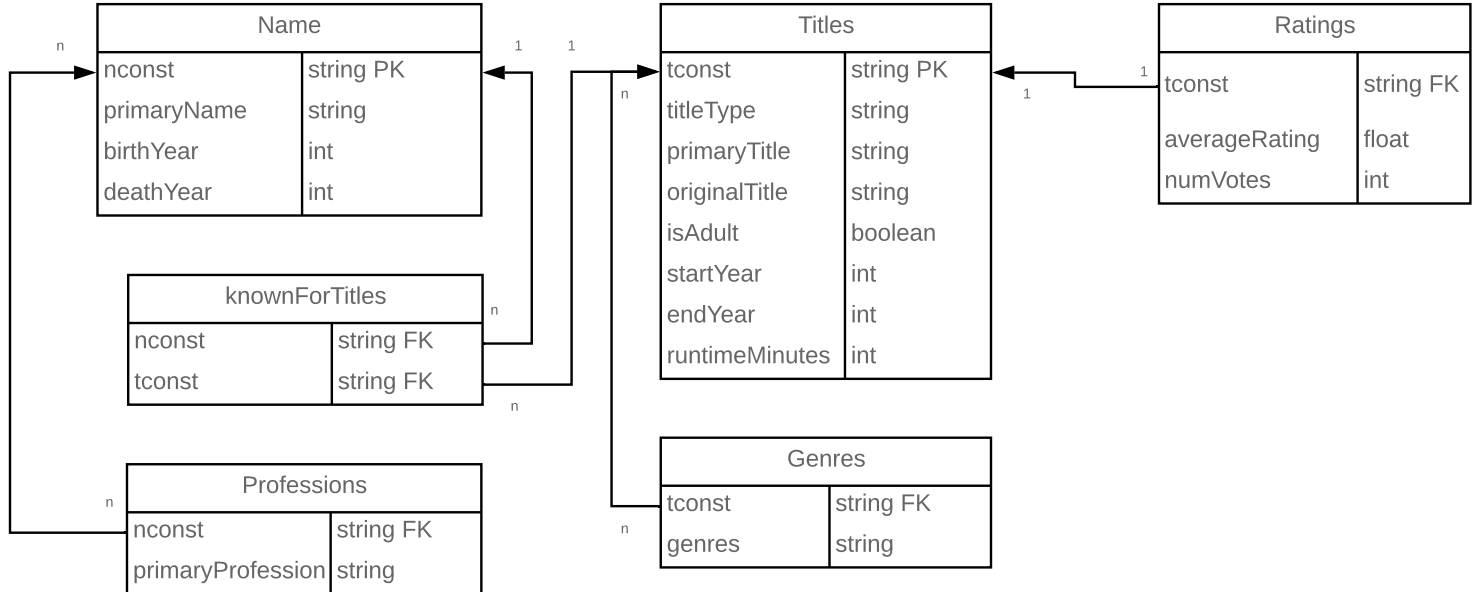 Name
n
1
nconst string PK
primaryName string
birthYear int
deathYear int
knownForTitles
n
nconst string FK
tconst string FK
n
Professions
n
nconst string FK
primaryProfession string
Titles
1
n
tconst string PK
titleType string
primaryTitle string
originalTitle string
isAdult boolean
startYear int
endYear int
runtimeMinutes int
Genres
tconst string FK
n
genres string
Ratings
1
1
tconst string FK
averageRating float
numVotes int